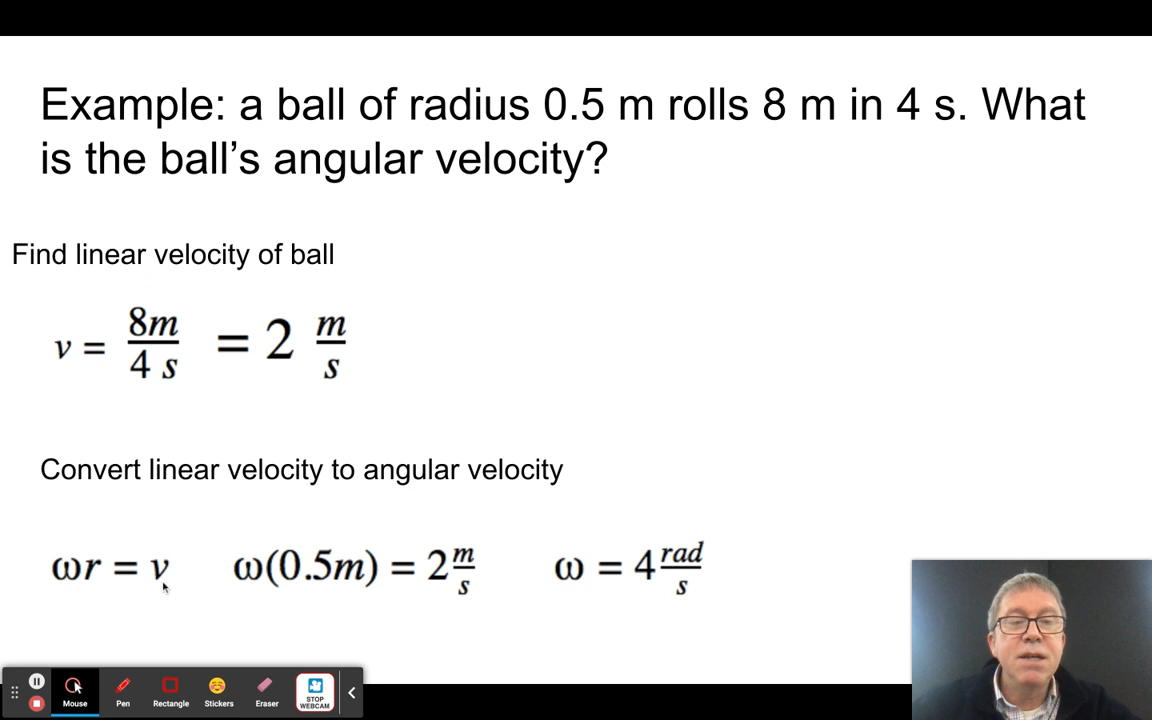 Example: a ball of radius 0.5 m rolls 8 m in 4 s. What
is the ball's angular velocity?
Find linear velocity of ball
v = 8m/4 s = 2 m/s
Convert linear velocity to angular velocity
ωr = v ω(0.5m) = 2 m/s ω = 4 rad/s
Mouse Pen Rectangle Stickers Eraser STOP WEBCAM